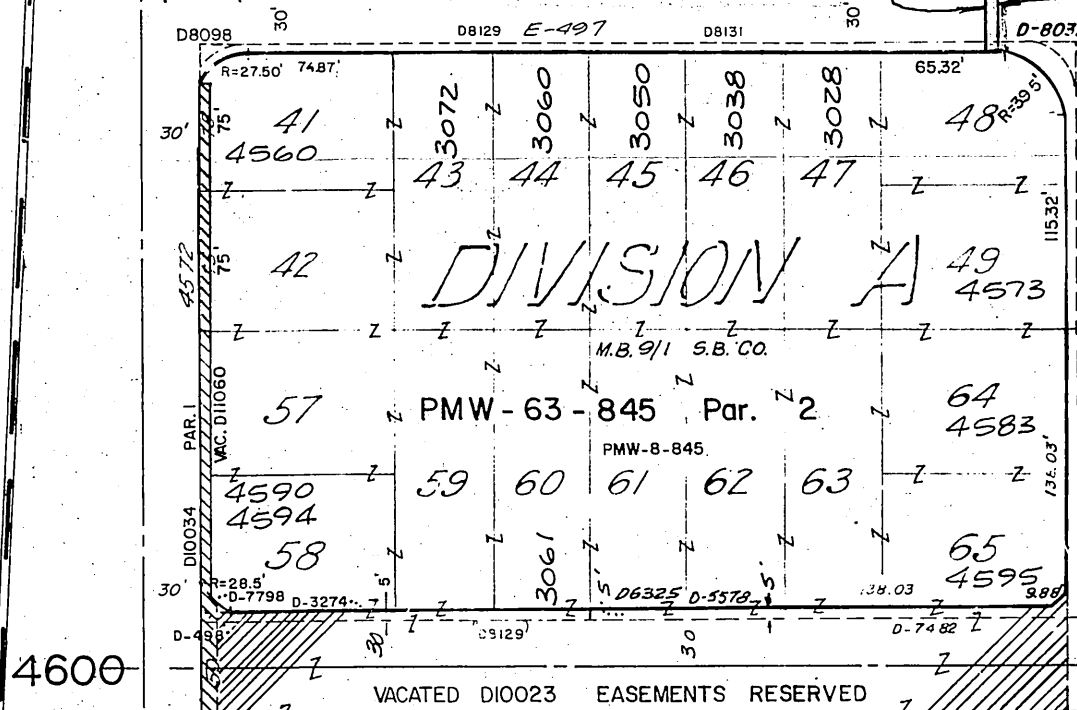 30'
30'
D8098
D8129
E-497
D8131
D-803
R=27.50'
74.87'
65.32'
R=39.5'
30'
75'
41
4560
3072
3060
3050
3038
3028
48
43
44
45
46
47
115.32'
4572
75'
42
DIVISION A
49
4573
M.B. 9/1 S.B. CO.
PAR. 1
VAC. D11060
57
PMW-63-845 Par. 2
64
4583
PMW-8-845
4590
4594
59
60
61
62
63
D10034
58
3061
65
4595
30'
R=28.5'
D-7798
D-3274
5'
5'
D6325
D-5578
5'
138.03
9.88'
D-498
30
30
D-7482
4600
50
VACATED D10023 EASEMENTS RESERVED